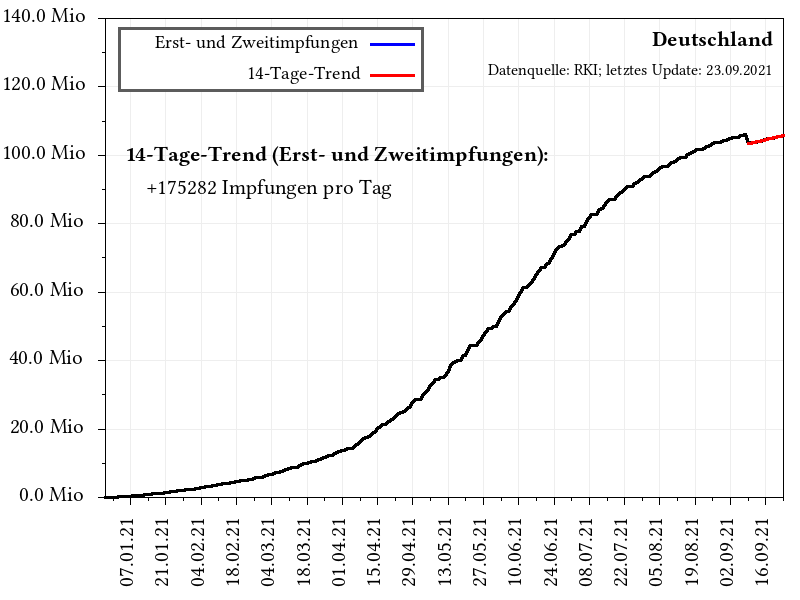 140.0 Mio
120.0 Mio
100.0 Mio
80.0 Mio
60.0 Mio
40.0 Mio
20.0 Mio
0.0 Mio
Erst- und Zweitimpfungen
14-Tage-Trend
Deutschland
Datenquelle: RKI; letztes Update: 23.09.2021
14-Tage-Trend (Erst- und Zweitimpfungen):
+175282 Impfungen pro Tag
07.01.21
21.01.21
04.02.21
18.02.21
04.03.21
18.03.21
01.04.21
15.04.21
29.04.21
13.05.21
27.05.21
10.06.21
24.06.21
08.07.21
22.07.21
05.08.21
19.08.21
02.09.21
16.09.21